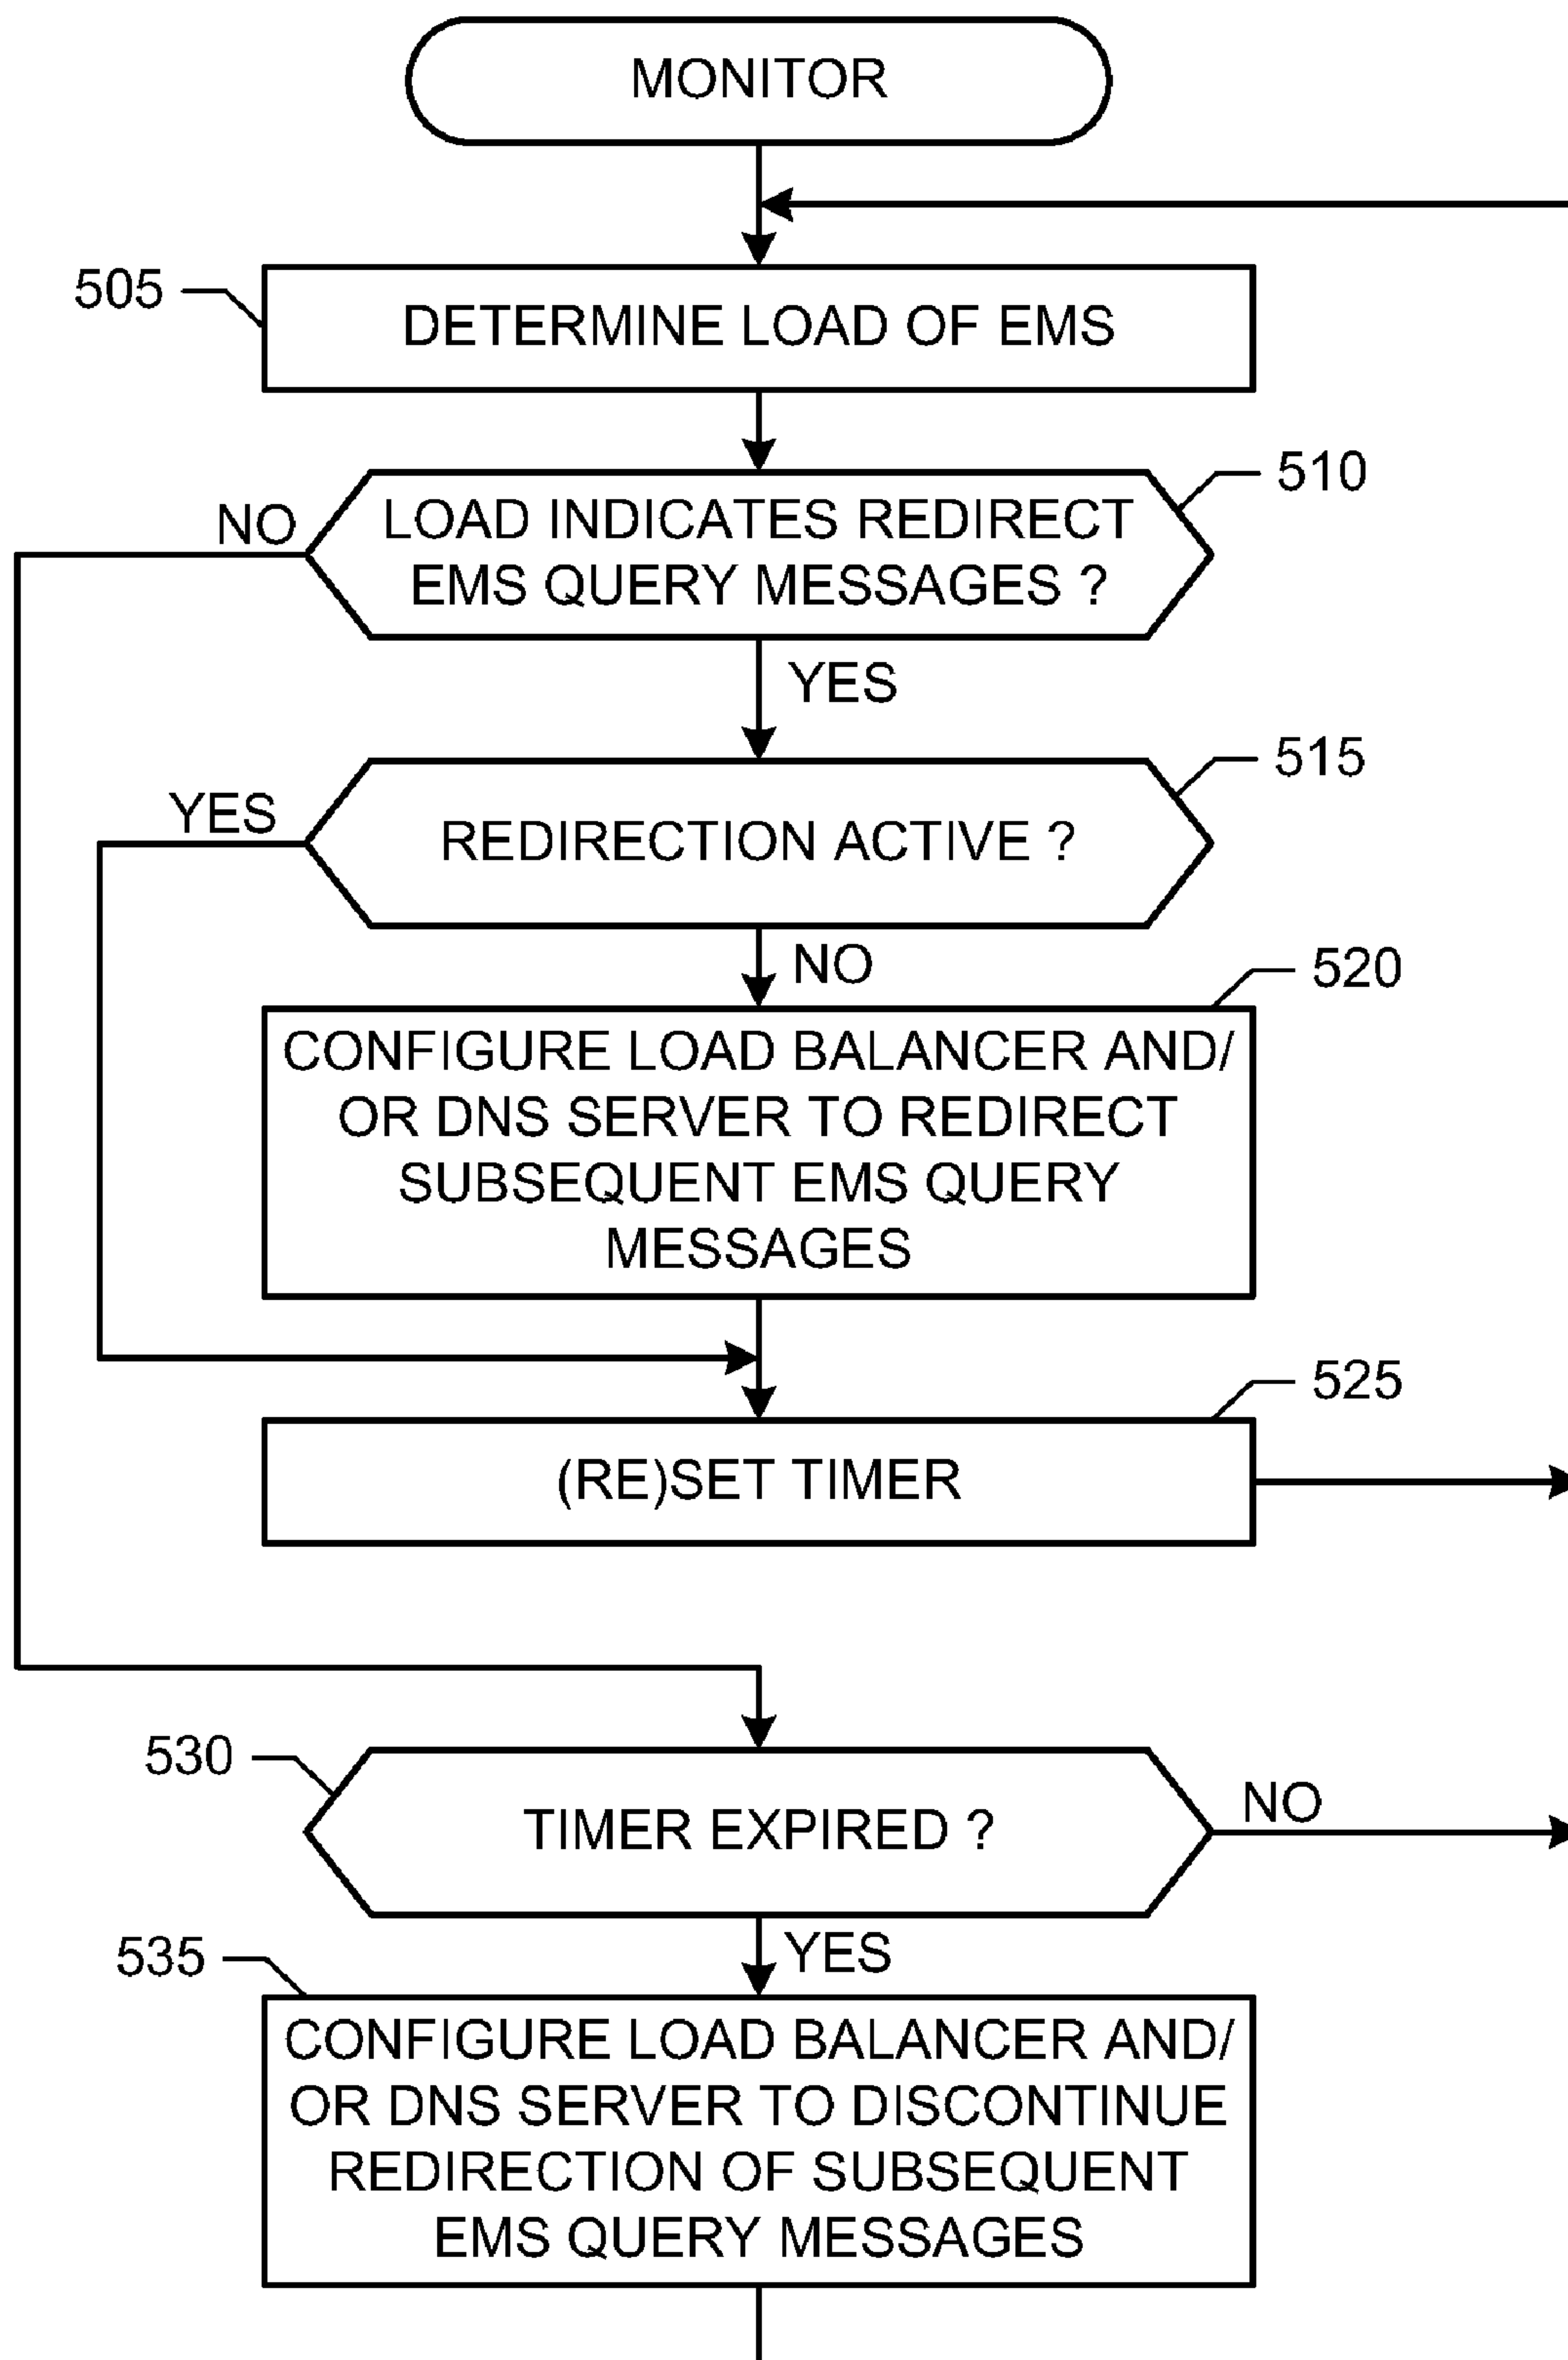 MONITOR
505
DETERMINE LOAD OF EMS
510
NO
LOAD INDICATES REDIRECT
EMS QUERY MESSAGES ?
YES
515
YES
REDIRECTION ACTIVE ?
NO
520
CONFIGURE LOAD BALANCER AND/
OR DNS SERVER TO REDIRECT
SUBSEQUENT EMS QUERY
MESSAGES
525
(RE)SET TIMER
530
TIMER EXPIRED ?
NO
YES
535
CONFIGURE LOAD BALANCER AND/
OR DNS SERVER TO DISCONTINUE
REDIRECTION OF SUBSEQUENT
EMS QUERY MESSAGES